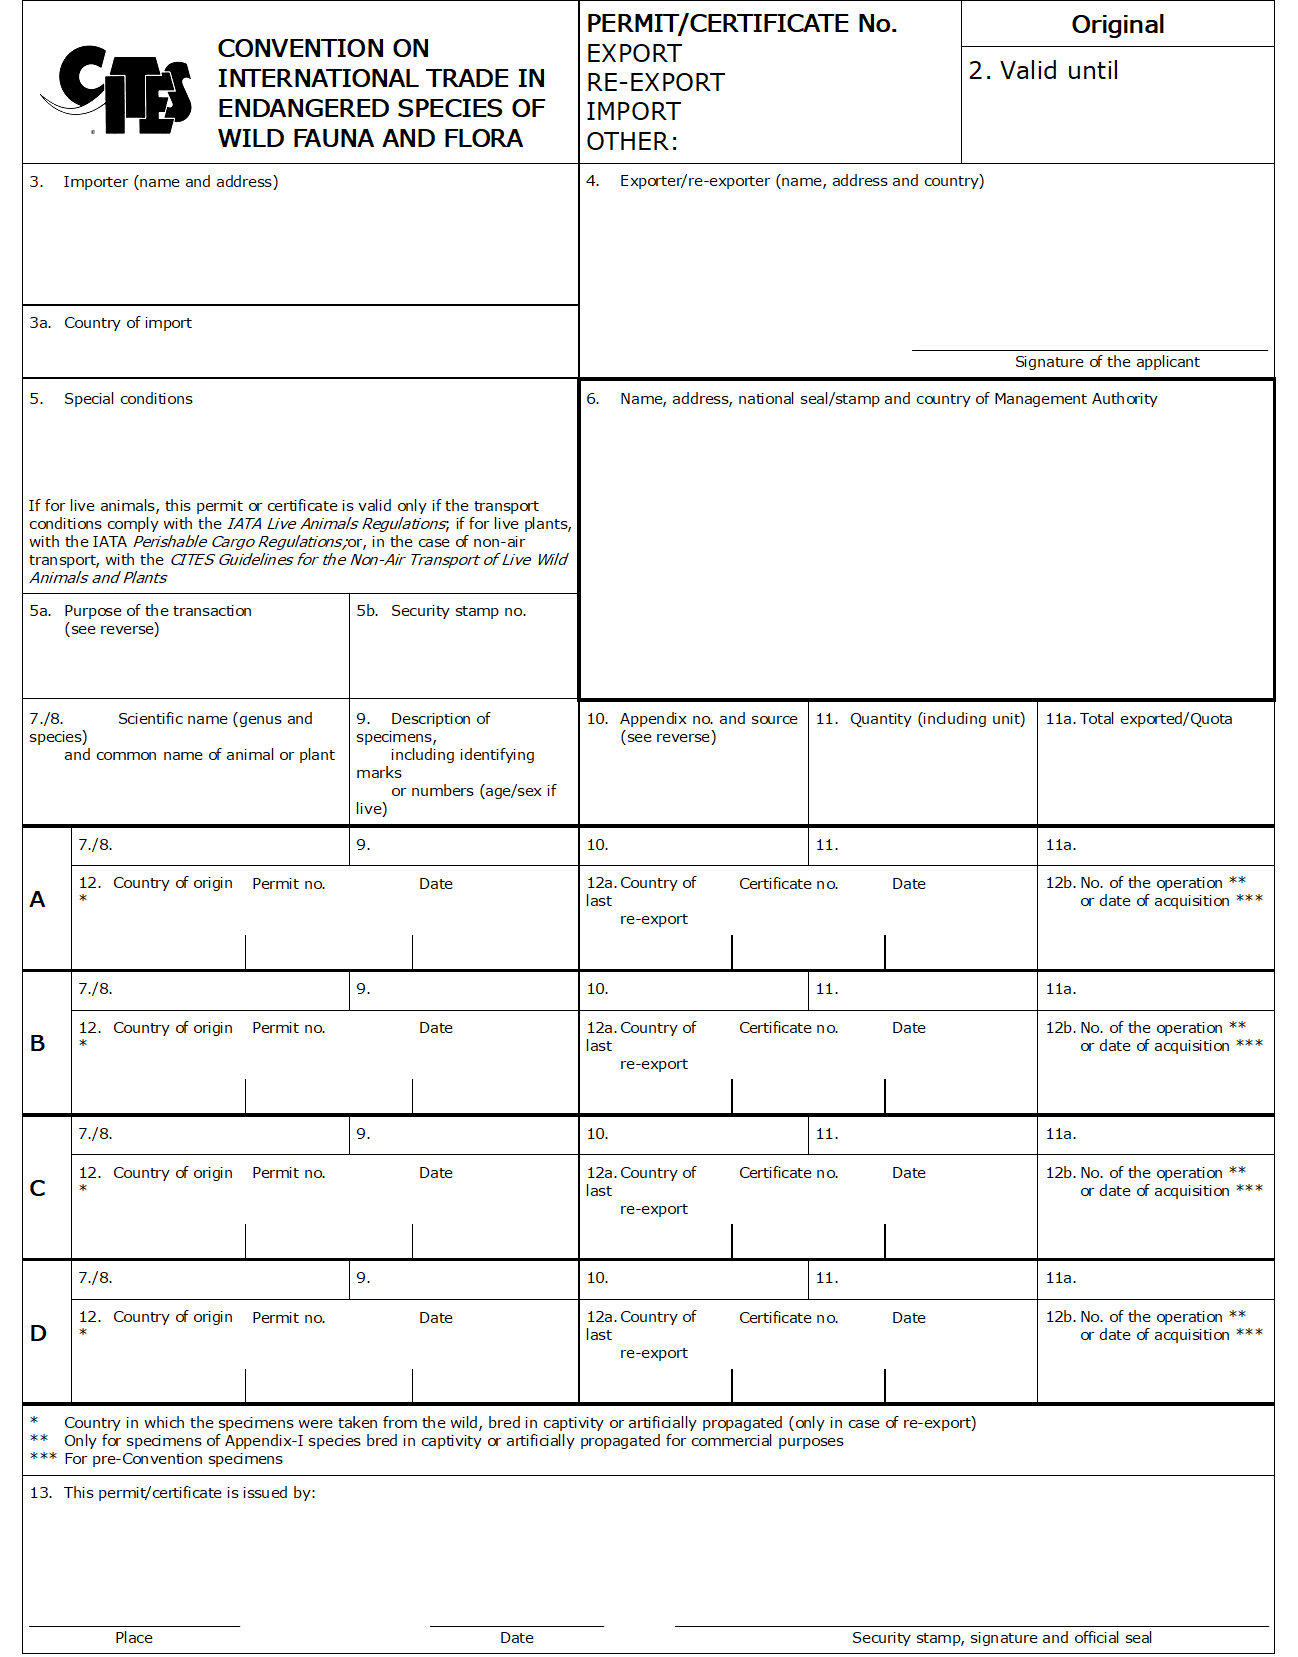 CITES
®
CONVENTION ON
INTERNATIONAL TRADE IN
ENDANGERED SPECIES OF
WILD FAUNA AND FLORA
PERMIT/CERTIFICATE No.
EXPORT
RE-EXPORT
IMPORT
OTHER:
Original
2. Valid until
3. Importer (name and address)
4. Exporter/re-exporter (name, address and country)
3a. Country of import
Signature of the applicant
5. Special conditions
If for live animals, this permit or certificate is valid only if the transport
conditions comply with the IATA Live Animals Regulations; if for live plants,
with the IATA Perishable Cargo Regulations;or, in the case of non-air
transport, with the CITES Guidelines for the Non-Air Transport of Live Wild
Animals and Plants
6. Name, address, national seal/stamp and country of Management Authority
5a. Purpose of the transaction
(see reverse)
5b. Security stamp no.
7./8. Scientific name (genus and
species)
and common name of animal or plant
9. Description of
specimens,
including identifying
marks
or numbers (age/sex if
live)
10. Appendix no. and source
(see reverse)
11. Quantity (including unit)
11a. Total exported/Quota
A
7./8.
9.
10.
11.
11a.
12. Country of origin
*
Permit no.
Date
12a. Country of
last
re-export
Certificate no.
Date
12b. No. of the operation **
or date of acquisition ***
B
7./8.
9.
10.
11.
11a.
12. Country of origin
*
Permit no.
Date
12a. Country of
last
re-export
Certificate no.
Date
12b. No. of the operation **
or date of acquisition ***
C
7./8.
9.
10.
11.
11a.
12. Country of origin
*
Permit no.
Date
12a. Country of
last
re-export
Certificate no.
Date
12b. No. of the operation **
or date of acquisition ***
D
7./8.
9.
10.
11.
11a.
12. Country of origin
*
Permit no.
Date
12a. Country of
last
re-export
Certificate no.
Date
12b. No. of the operation **
or date of acquisition ***
* Country in which the specimens were taken from the wild, bred in captivity or artificially propagated (only in case of re-export)
** Only for specimens of Appendix-I species bred in captivity or artificially propagated for commercial purposes
*** For pre-Convention specimens
13. This permit/certificate is issued by:
Place
Date
Security stamp, signature and official seal